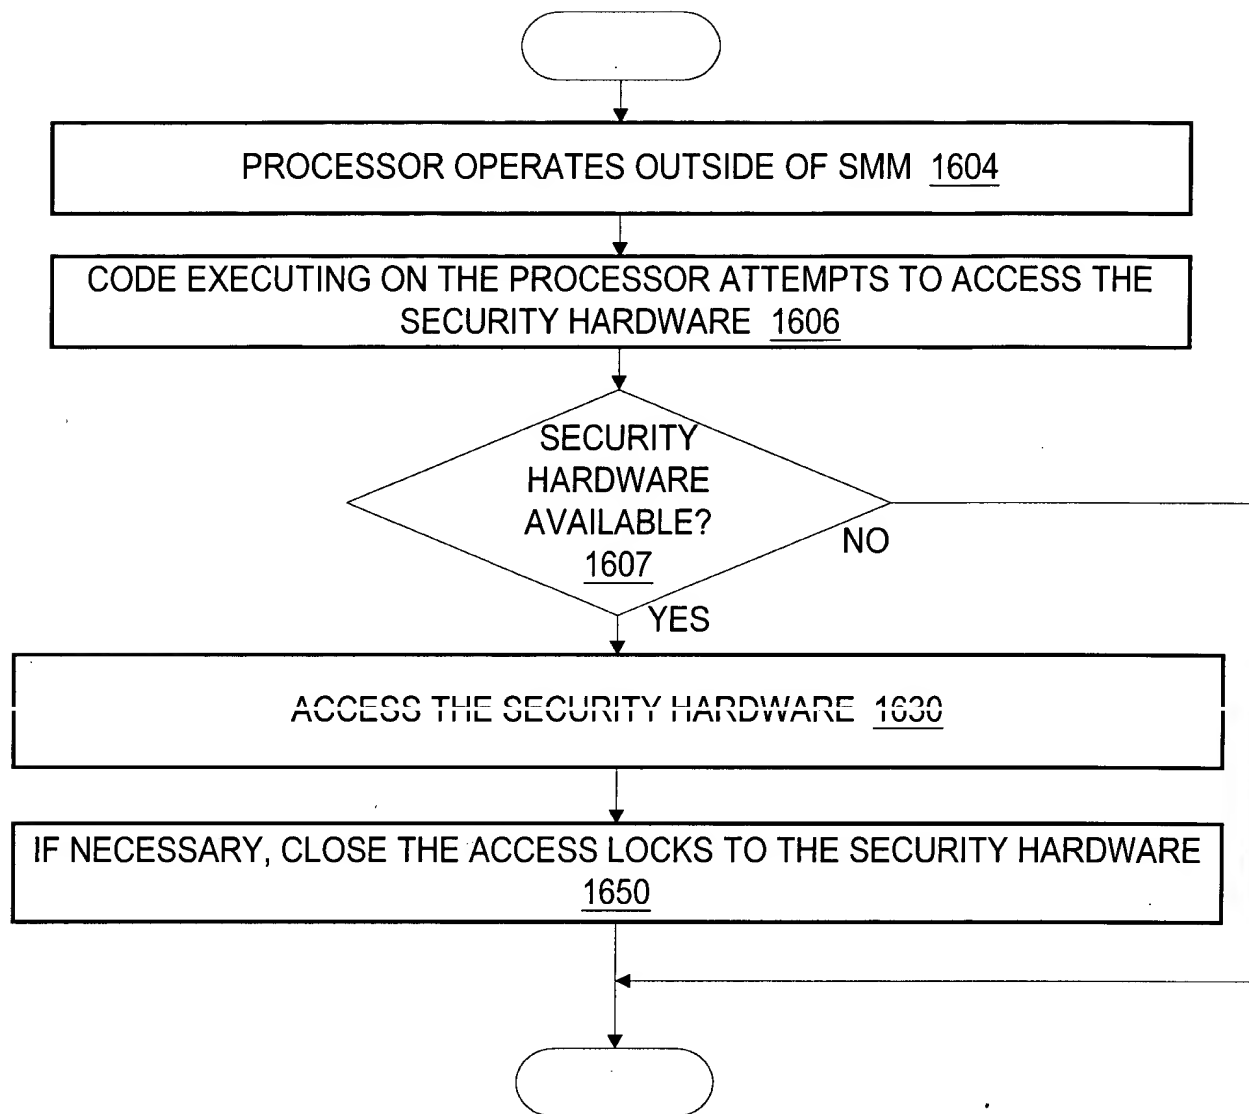 PROCESSOR OPERATES OUTSIDE OF SMM 1604
CODE EXECUTING ON THE PROCESSOR ATTEMPTS TO ACCESS THE
SECURITY HARDWARE 1606
SECURITY
HARDWARE
AVAILABLE?
1607
NO
YES
ACCESS THE SECURITY HARDWARE 1630
IF NECESSARY, CLOSE THE ACCESS LOCKS TO THE SECURITY HARDWARE
1650